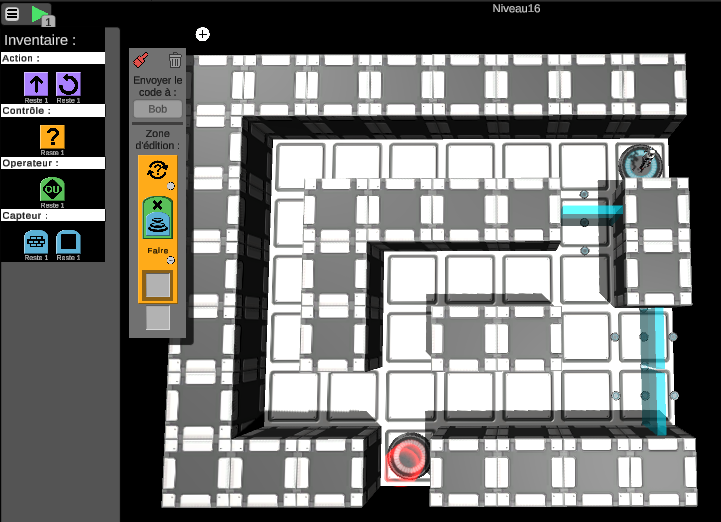 Niveau16
1
Inventaire :
Action :
Reste 1
Reste 1
Contrôle :
?
Reste 1
Operateur :
OU
Reste 1
Capteur :
Reste 1
Reste 1
Envoyer le
code à :
Bob
Zone
d'édition :
?
Faire